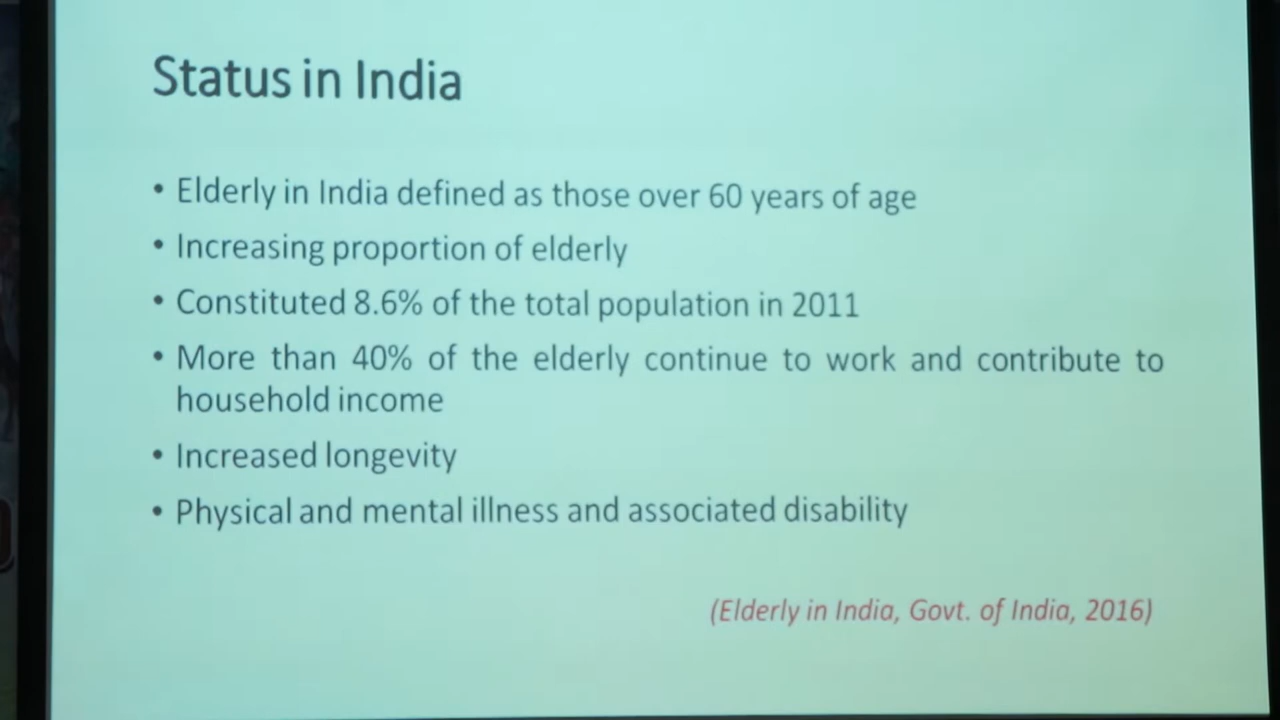 Status in India
• Elderly in India defined as those over 60 years of age
• Increasing proportion of elderly
• Constituted 8.6% of the total population in 2011
• More than 40% of the elderly continue to work and contribute to
household income
• Increased longevity
• Physical and mental illness and associated disability
(Elderly in India, Govt. of India, 2016)